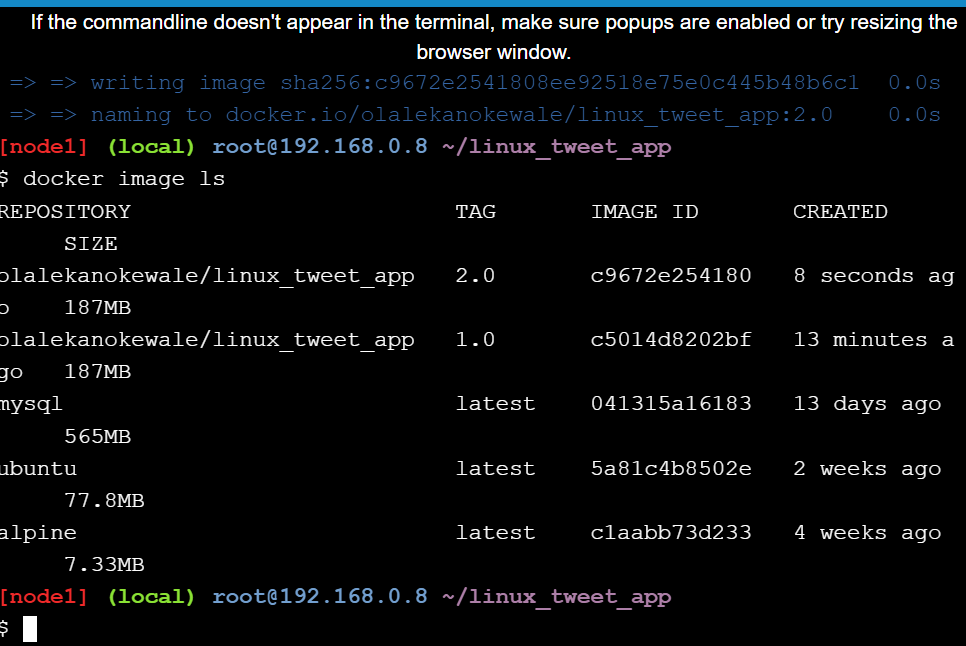 If the commandline doesn't appear in the terminal, make sure popups are enabled or try resizing the
browser window.
=> => writing image sha256:c9672e2541808ee92518e75e0c445b48b6c1 0.0s
=> => naming to docker.io/olalekanokewale/linux_tweet_app:2.0 0.0s
[node1] (local) root@192.168.0.8 ~/linux_tweet_app
$ docker image ls
REPOSITORY TAG IMAGE ID CREATED
SIZE
olalekanokewale/linux_tweet_app 2.0 c9672e254180 8 seconds ag
o 187MB
olalekanokewale/linux_tweet_app 1.0 c5014d8202bf 13 minutes a
go 187MB
mysql latest 041315a16183 13 days ago
565MB
ubuntu latest 5a81c4b8502e 2 weeks ago
77.8MB
alpine latest c1aabb73d233 4 weeks ago
7.33MB
[node1] (local) root@192.168.0.8 ~/linux_tweet_app
$